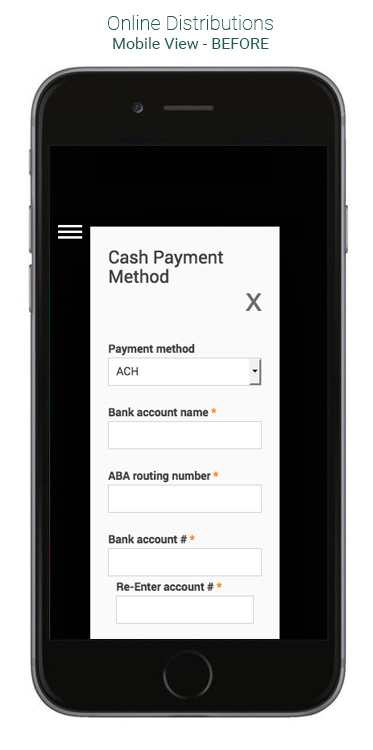 Online Distributions
Mobile View - BEFORE
Cash Payment
Method
X
Payment method
ACH
Bank account name *
ABA routing number *
Bank account # *
Re-Enter account # *